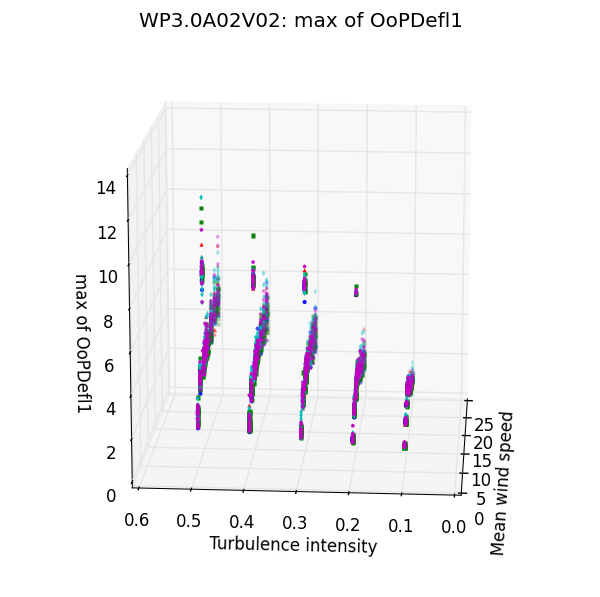 WP3.0A02V02: max of OoPDefl1
14
12
10
8
6
4
2
0
max of OoPDefl1
0.6 0.5 0.4 0.3 0.2 0.1 0.0
Turbulence intensity
25
20
15
10
5
0
Mean wind speed